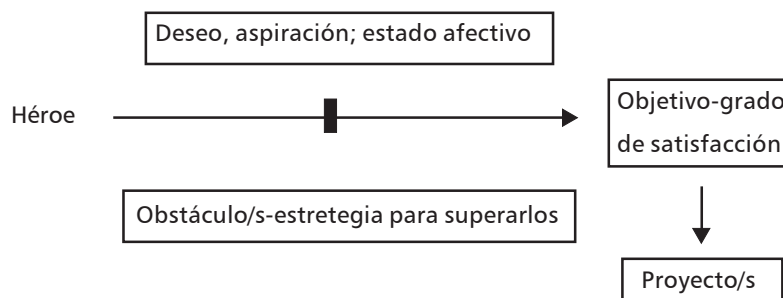 Deseo, aspiración; estado afectivo
Héroe
Objetivo-grado
de satisfacción
Obstáculo/s-estretegia para superarlos
Proyecto/s